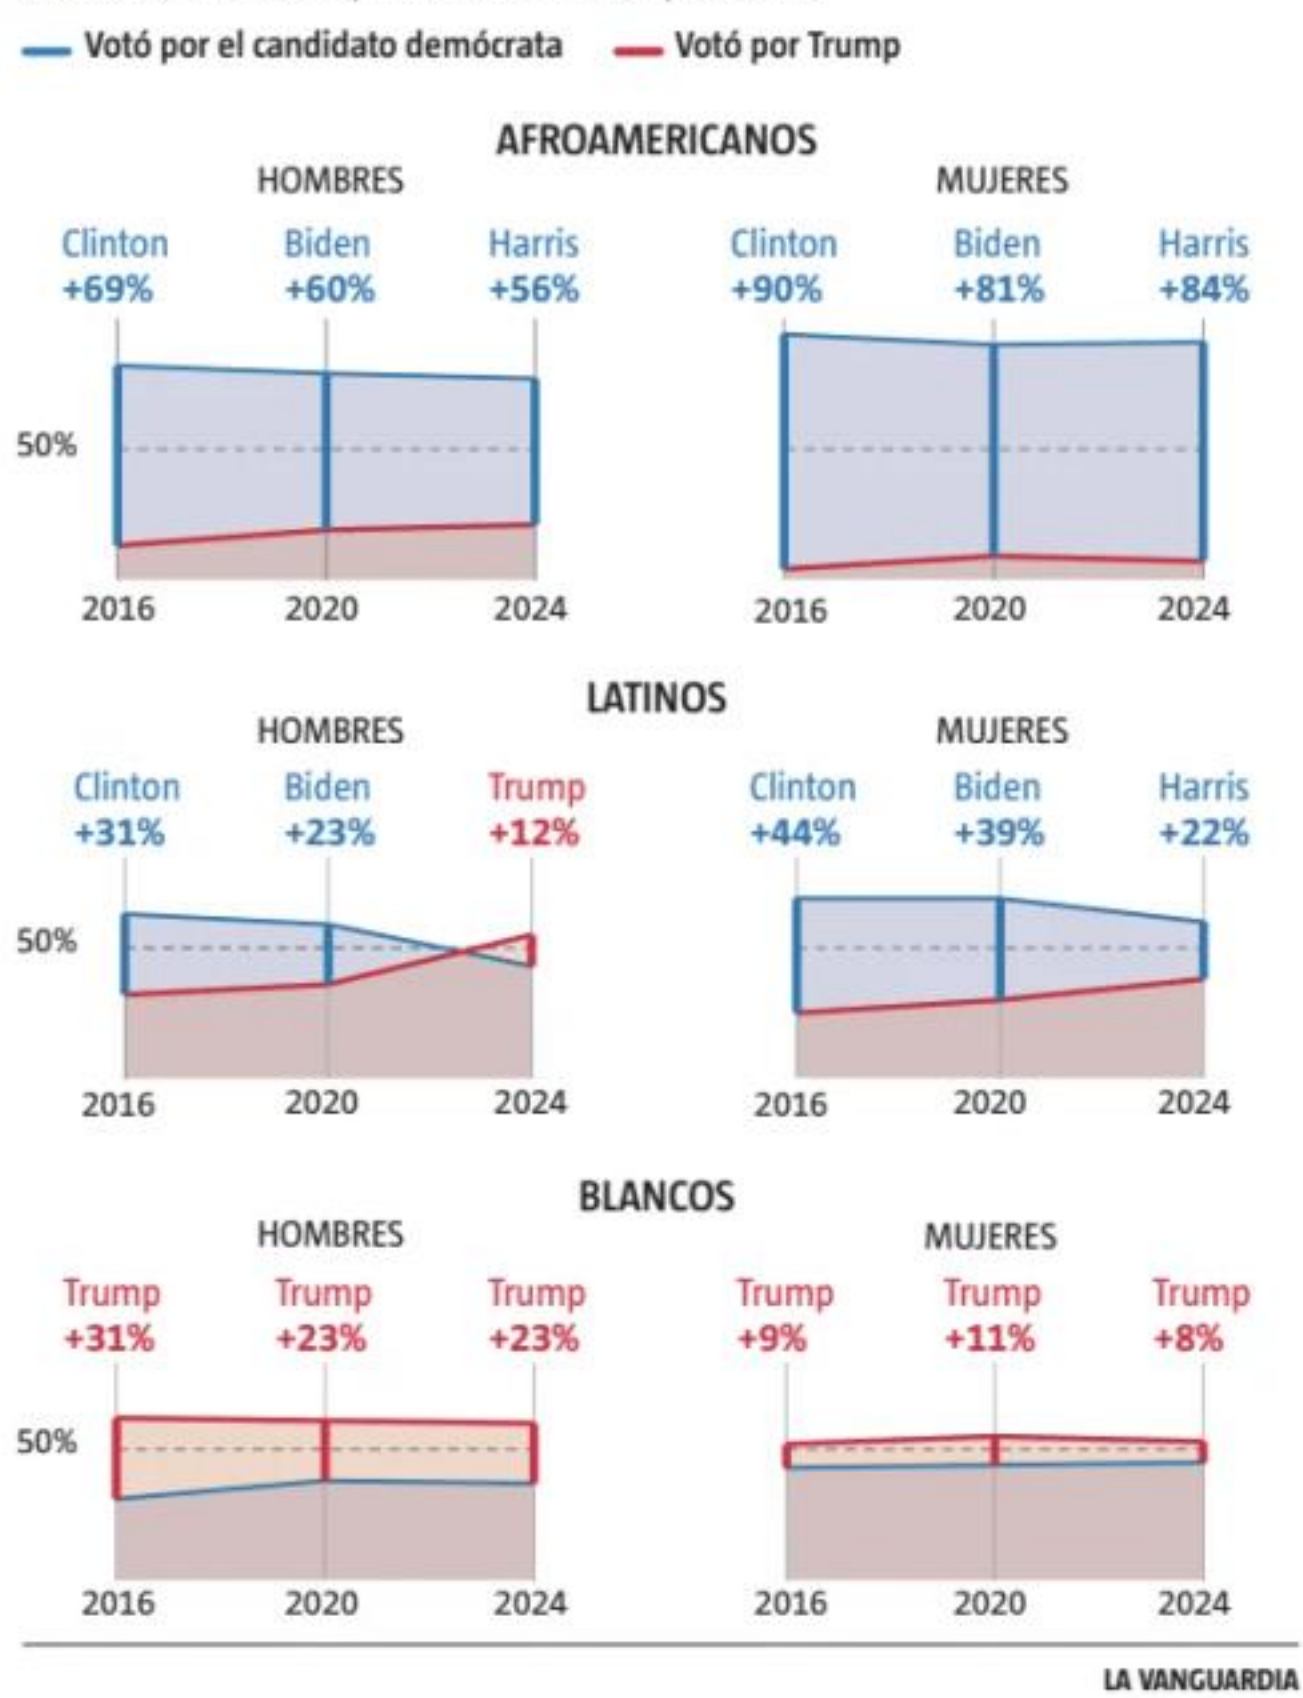 Votó por el candidato demócrata Votó por Trump
AFROAMERICANOS
HOMBRES MUJERES
Clinton Biden Harris Clinton Biden Harris
+69% +60% +56% +90% +81% +84%
50%
2016 2020 2024 2016 2020 2024
LATINOS
HOMBRES MUJERES
Clinton Biden Trump Clinton Biden Harris
+31% +23% +12% +44% +39% +22%
50%
2016 2020 2024 2016 2020 2024
BLANCOS
HOMBRES MUJERES
Trump Trump Trump Trump Trump Trump
+31% +23% +23% +9% +11% +8%
50%
2016 2020 2024 2016 2020 2024
LA VANGUARDIA